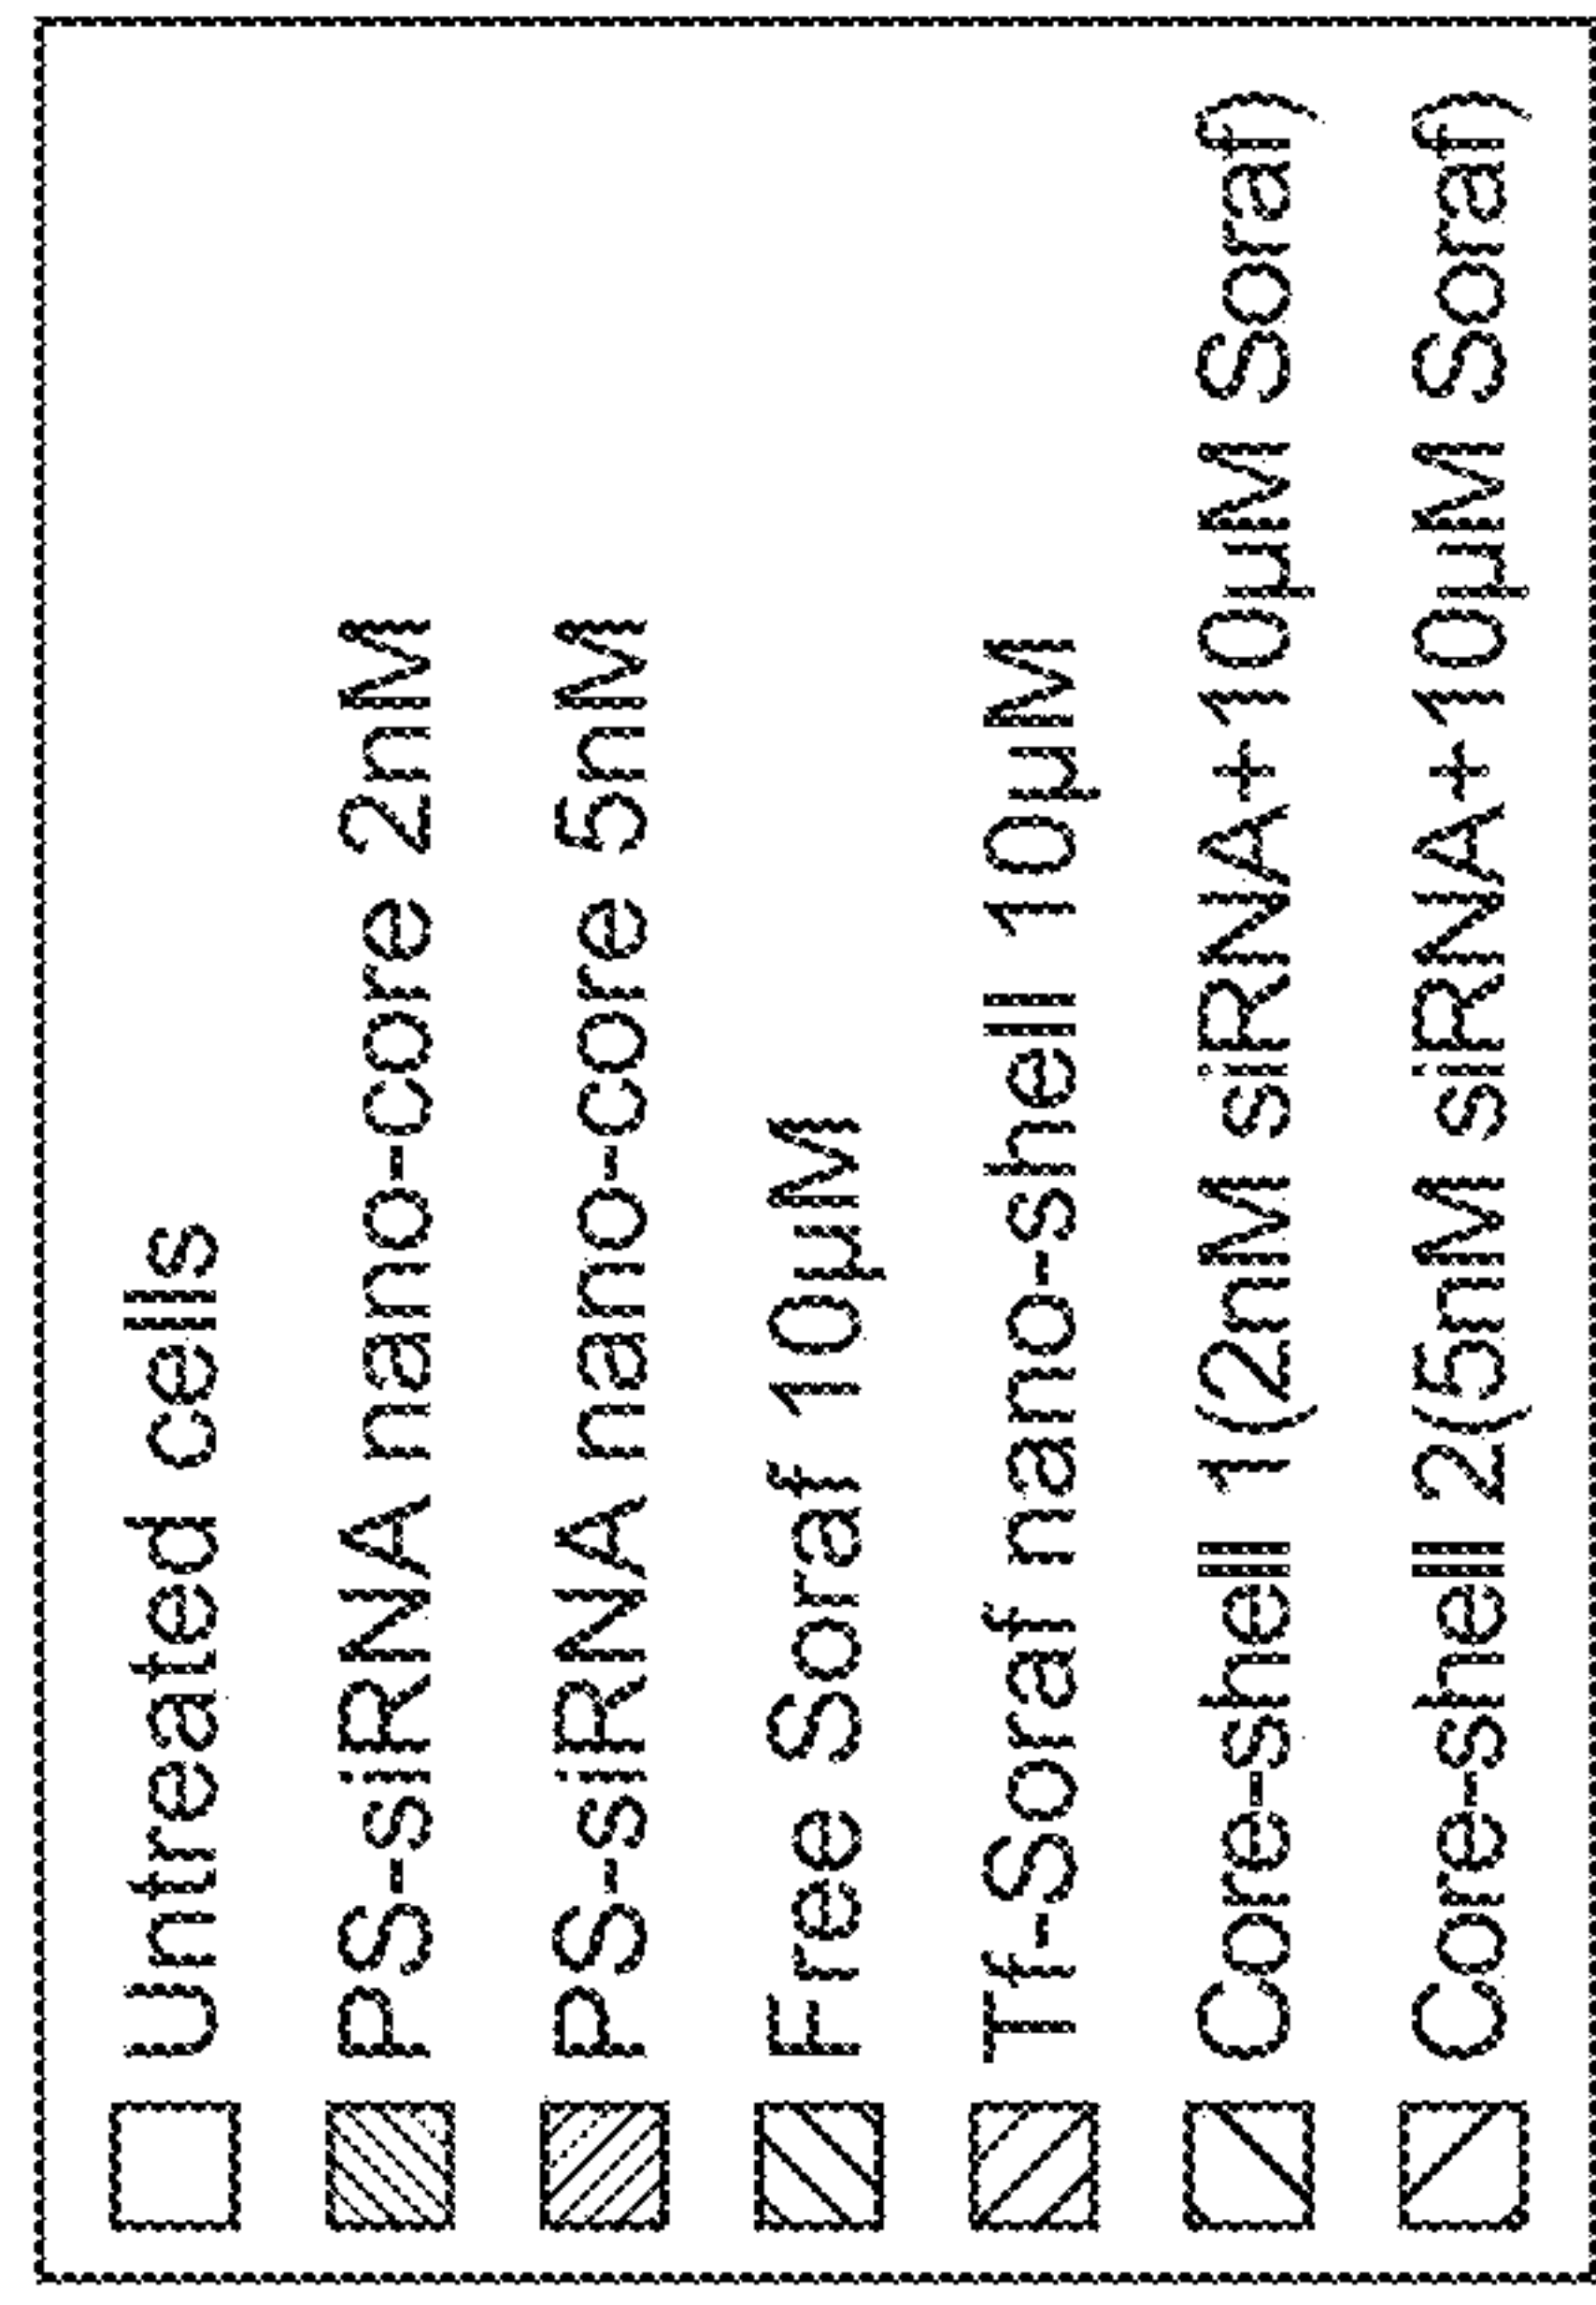 Untreated cells
PS-siRNA nano-core 2nM
PS-siRNA nano-core 5nM
Free Soraf 10µM
Tf-Soraf nano-shell 10µM
Core-shell 1(2nM siRNA+10µM Soraf)
Core-shell 2(5nM siRNA+10µM Soraf)